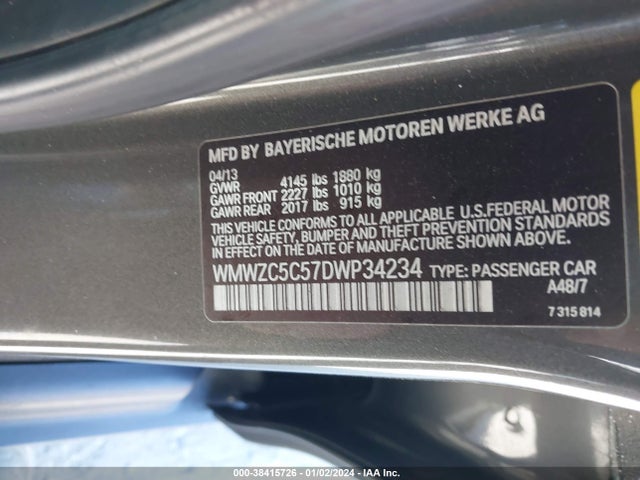 MFD BY BAYERISCHE MOTOREN WERKE AG
04/13
GVWR 4145 lbs 1880 kg
GAWR FRONT 2227 lbs 1010 kg
GAWR REAR 2017 lbs 915 kg
THIS VEHICLE CONFORMS TO ALL APPLICABLE U.S.FEDERAL MOTOR
VEHICLE SAFETY, BUMPER AND THEFT PREVENTION STANDARDS
IN EFFECT ON THE DATE OF MANUFACTURE SHOWN ABOVE.
WMWZC5C57DWP34234 TYPE: PASSENGER CAR
A48/7
7 315 814
000-38415726 - 01/02/2024 - IAA Inc.